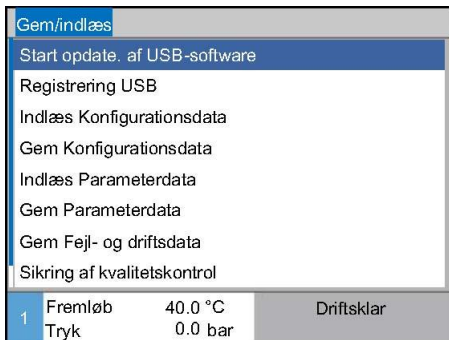 Gem/indlæs
Start opdate. af USB-software
Registrering USB
Indlæs Konfigurationsdata
Gem Konfigurationsdata
Indlæs Parameterdata
Gem Parameterdata
Gem Fejl- og driftsdata
Sikring af kvalitetskontrol
1 Fremløb 40.0 °C Driftsklar
Tryk 0.0 bar